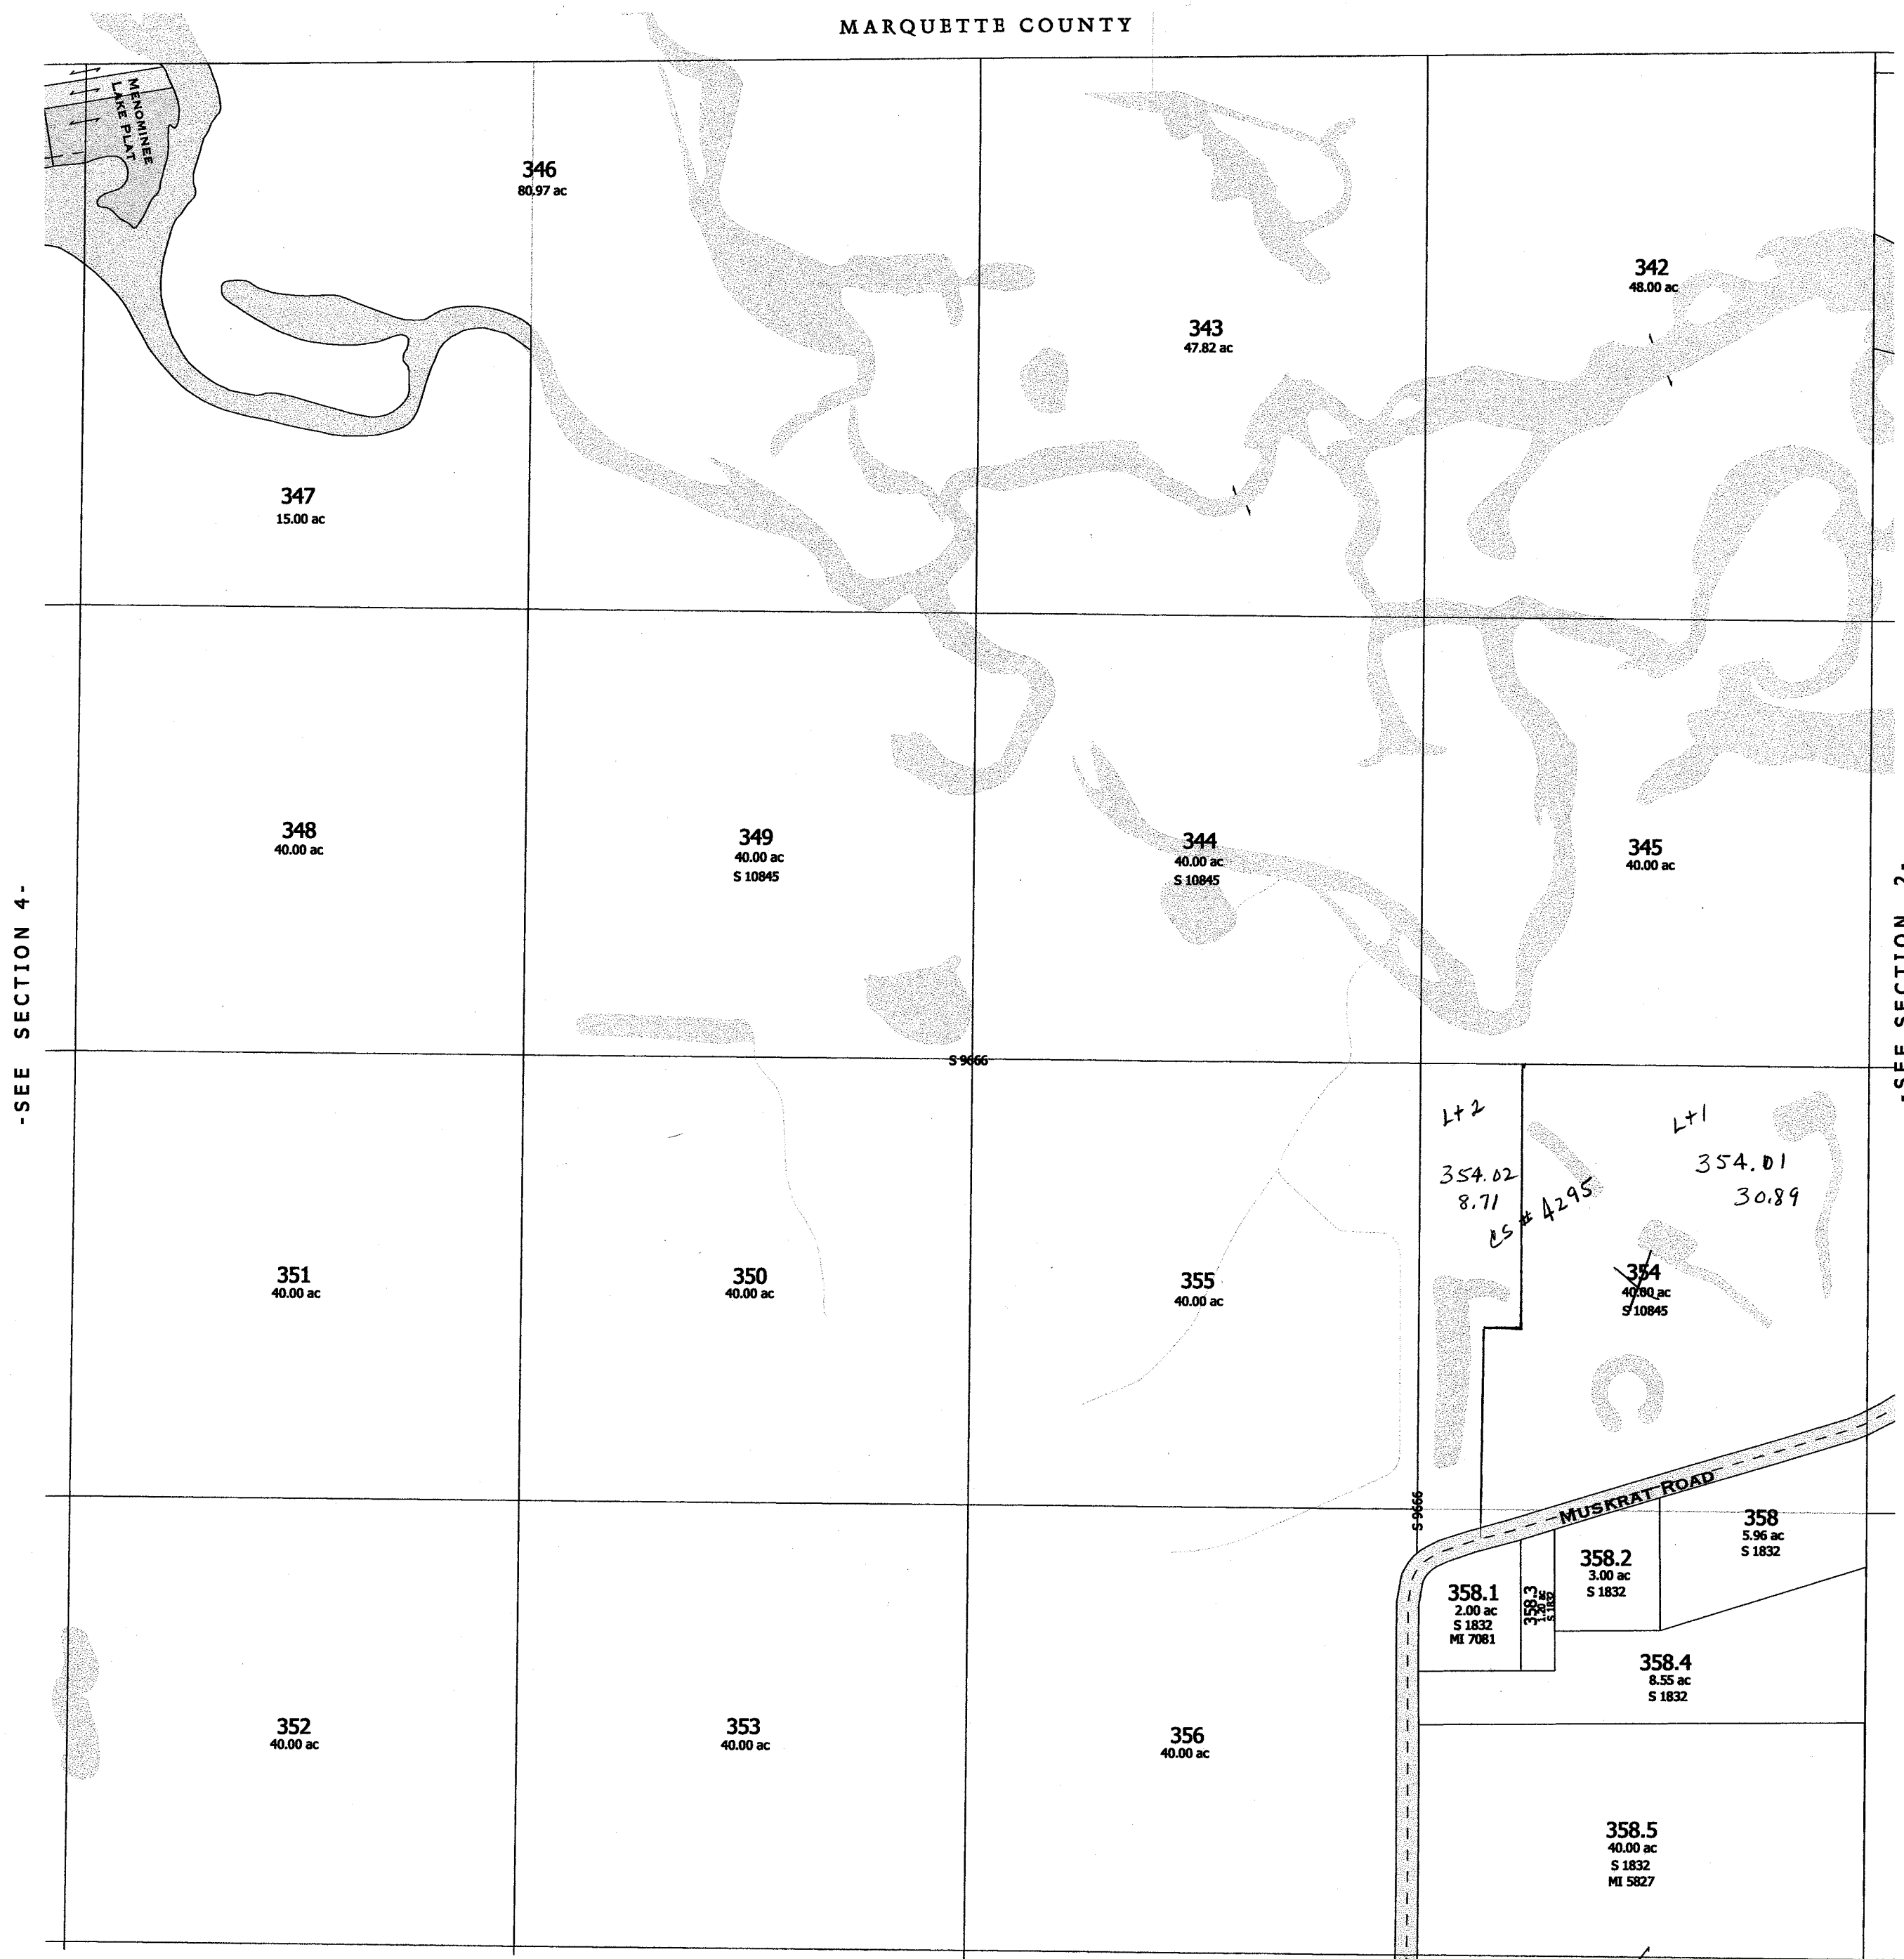 MARQUETTE COUNTY
MENOMINEE
LAKE PLAT
346
80.97 ac
342
48.00 ac
343
47.82 ac
347
15.00 ac
348
40.00 ac
349
40.00 ac
S 10845
344
40.00 ac
S 10845
345
40.00 ac
-SEE SECTION 4-
-SEE SECTION 2-
S 9666
Lt 2
354.02
8.71
CS # 4295
Lt 1
354.01
30.89
351
40.00 ac
350
40.00 ac
355
40.00 ac
354
40.00 ac
S 10845
MUSKRAT ROAD
S 9666
358
5.96 ac
S 1832
358.2
3.00 ac
S 1832
358.1
2.00 ac
S 1832
MI 7081
358.3
1.20 ac
S 1832
358.4
8.55 ac
S 1832
352
40.00 ac
353
40.00 ac
356
40.00 ac
358.5
40.00 ac
S 1832
MI 5827